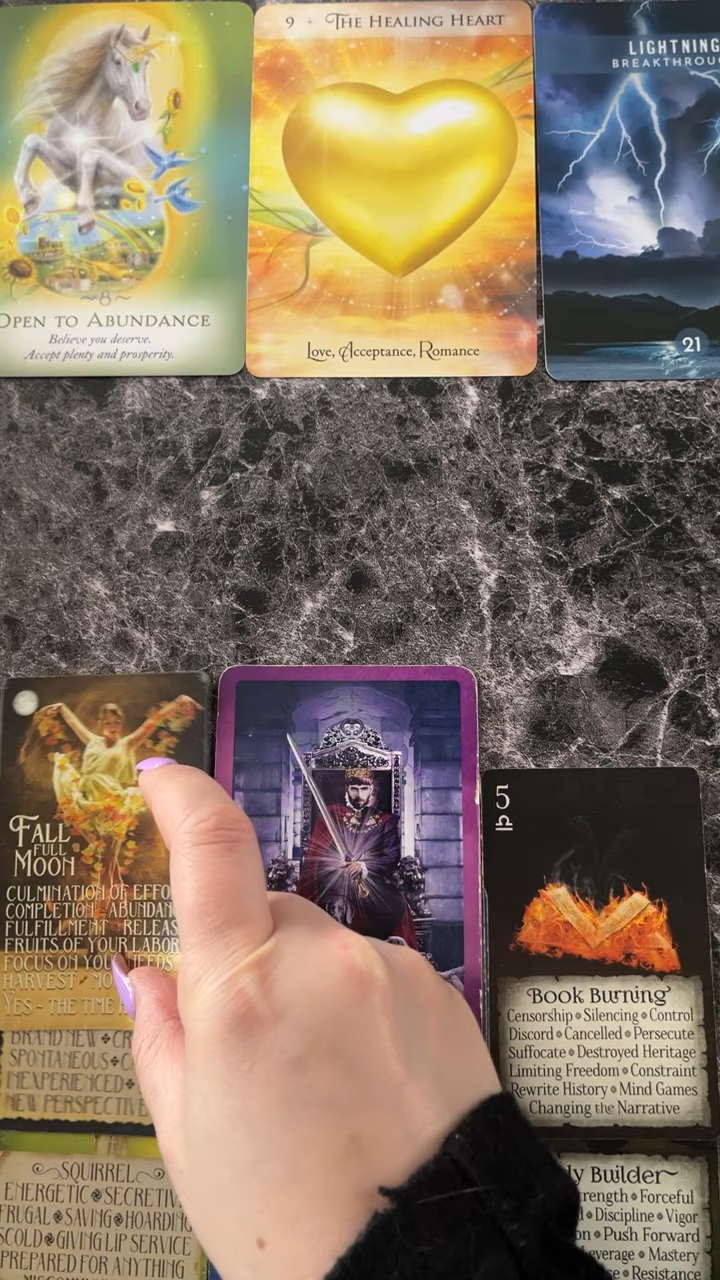 8
OPEN TO ABUNDANCE
Believe you deserve.
Accept plenty and prosperity.
9 THE HEALING HEART
Love, Acceptance, Romance
LIGHTNING
21
FALL
FULL
MOON
CULMINATION OF
COMPLETION
FULFILLMENT
FRUITS OF YOUR LABOR
FOCUS ON YOUR NEEDS
HARVEST
YES - THE TIME
BRAND NEW
SPONTANEOUS
INEXPERIENCED
NEW PERSPECTIVE
SQUIRREL
ENERGETIC
FRUGAL SAVING HOARDING
SCOLD GIVING LIP SERVICE
PREPARED FOR ANYTHING
5 ♎
Book Burning
Censorship Silencing Control
Discord Cancelled Persecute
Suffocate Destroyed Heritage
Limiting Freedom Constraint
Rewrite History Mind Games
Changing the Narrative
Builder
Forceful
Discipline Vigor
Push Forward
Mastery
Resistance